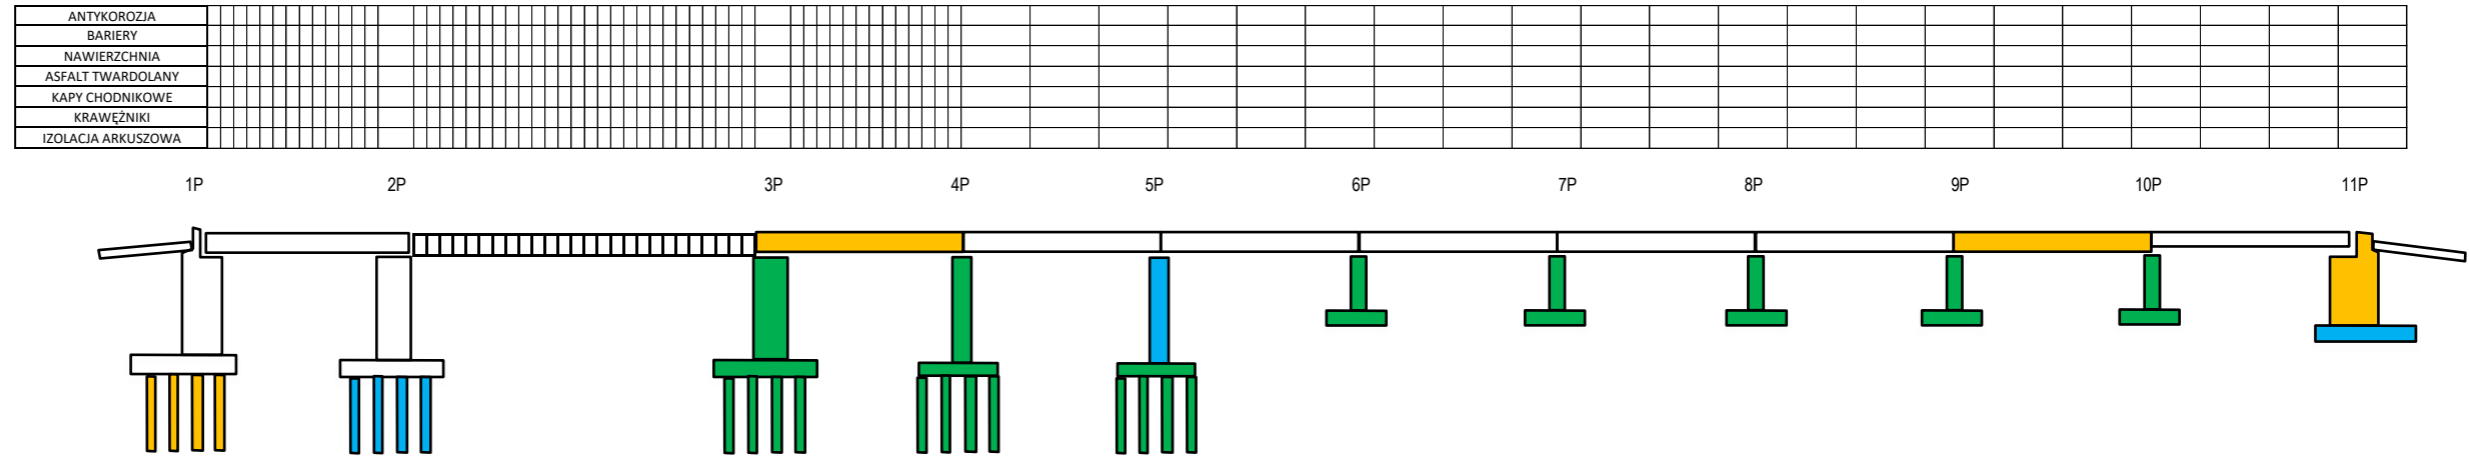 ANTYKOROZJA
BARIERY
NAWIERZCHNIA
ASFALT TWARDOLANY
KAPY CHODNIKOWE
KRAWĘŻNIKI
IZOLACJA ARKUSZOWA
1P 2P 3P 4P 5P 6P 7P 8P 9P 10P 11P